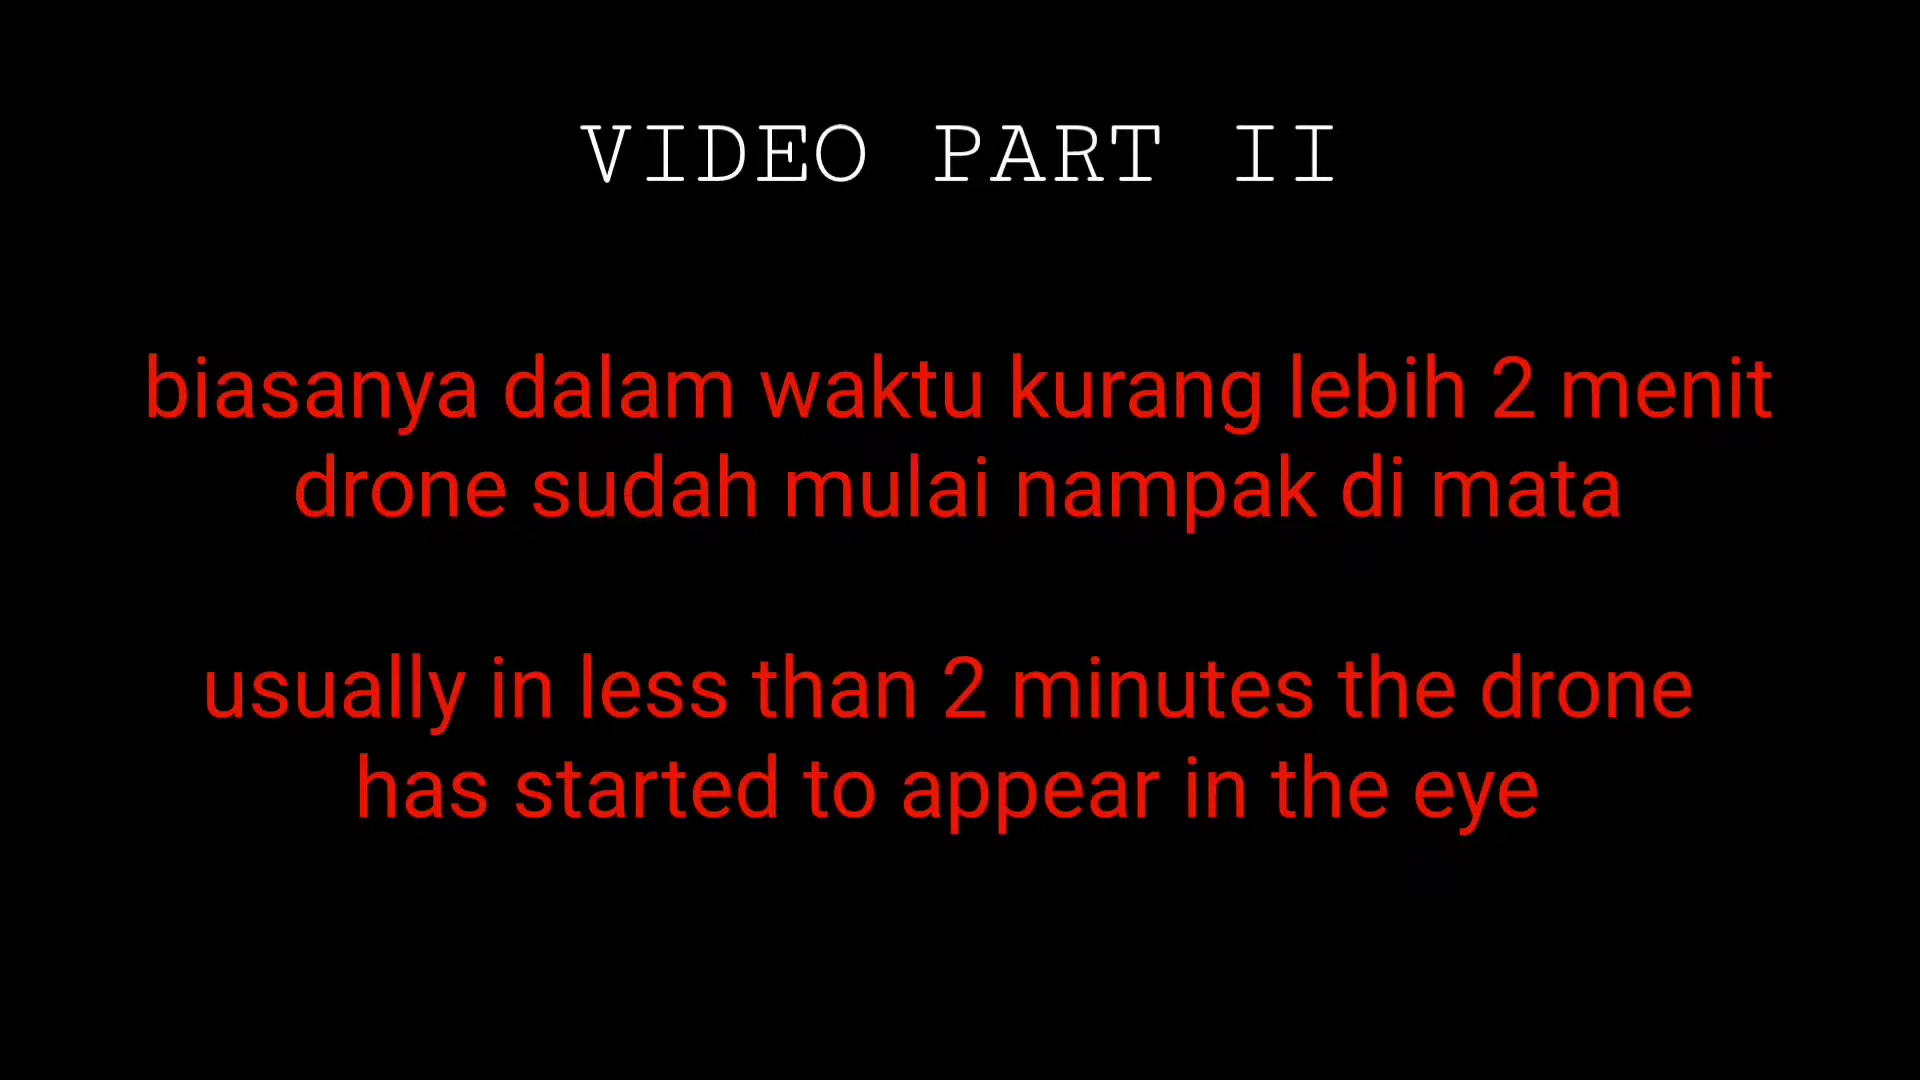 VIDEO PART II
biasanya dalam waktu kurang lebih 2 menit
drone sudah mulai nampak di mata
usually in less than 2 minutes the drone
has started to appear in the eye